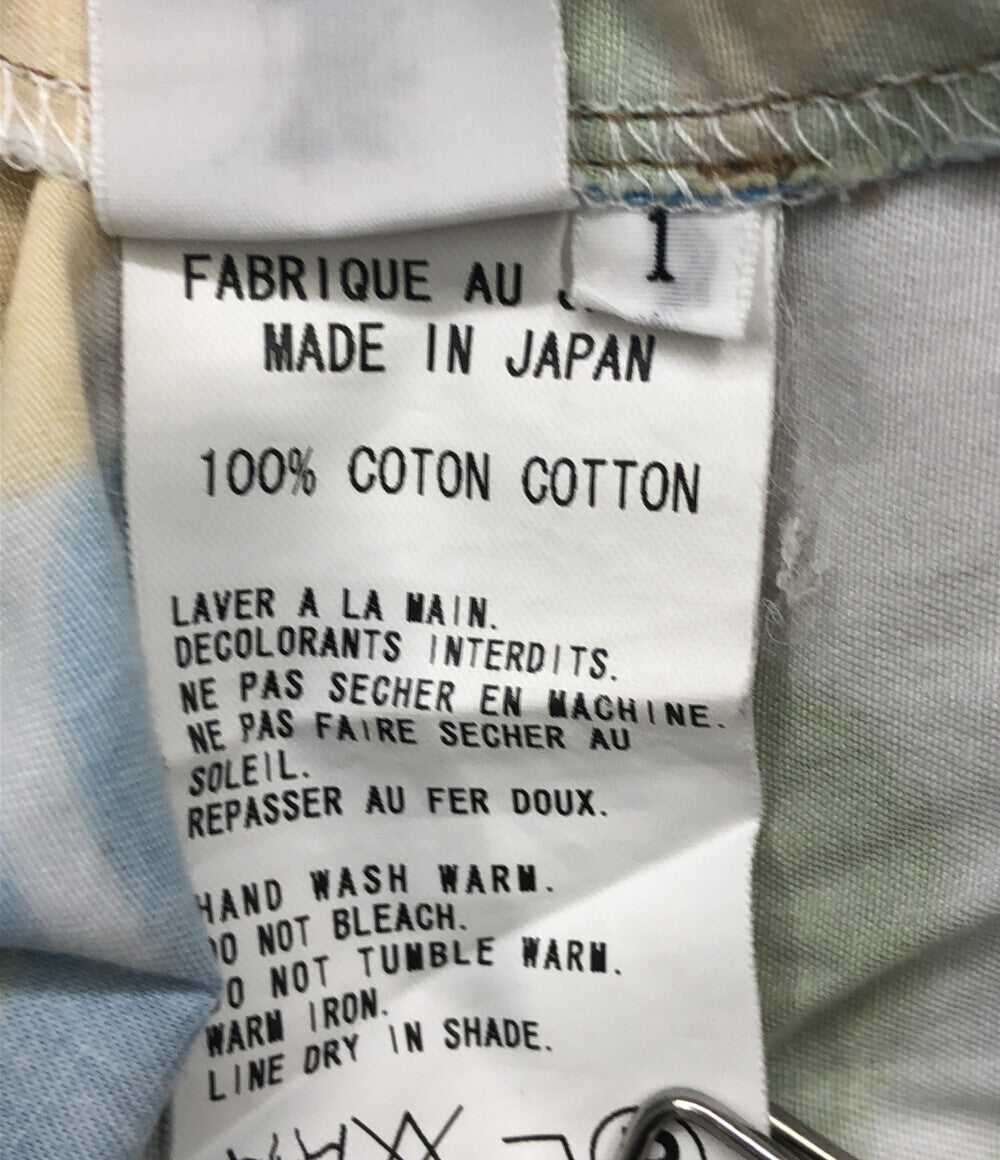 1
FABRIQUE AU
MADE IN JAPAN
100% COTON COTTON
LAVER A LA MAIN.
DECOLORANTS INTERDITS.
NE PAS SECHER EN MACHINE.
NE PAS FAIRE SECHER AU
SOLEIL.
REPASSER AU FER DOUX.
HAND WASH WARM.
DO NOT BLEACH.
DO NOT TUMBLE WARM.
WARM IRON.
LINE DRY IN SHADE.